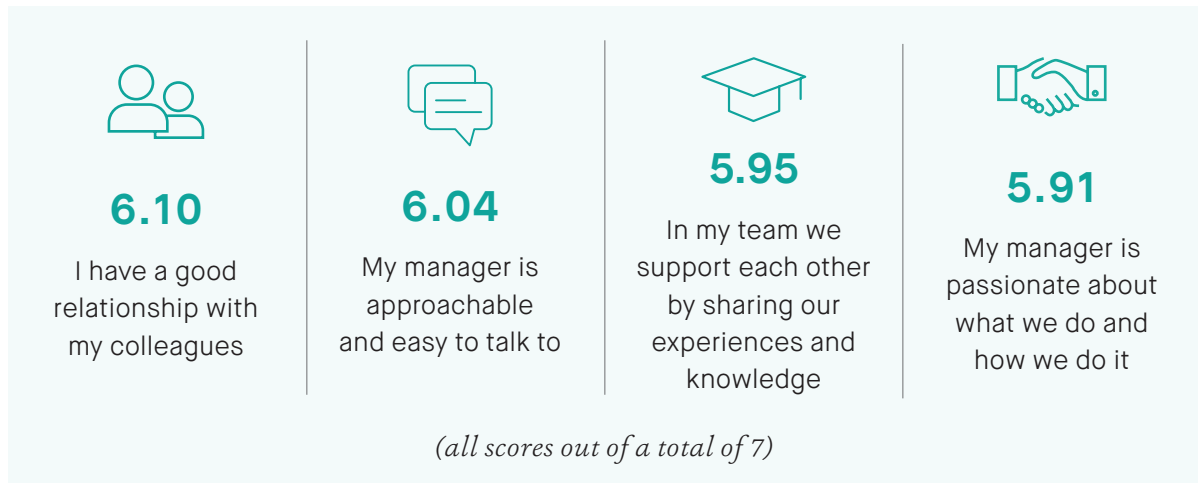 6.10
I have a good
relationship with
my colleagues
6.04
My manager is
approachable
and easy to talk to
5.95
In my team we
support each other
by sharing our
experiences and
knowledge
5.91
My manager is
passionate about
what we do and
how we do it
(all scores out of a total of 7)